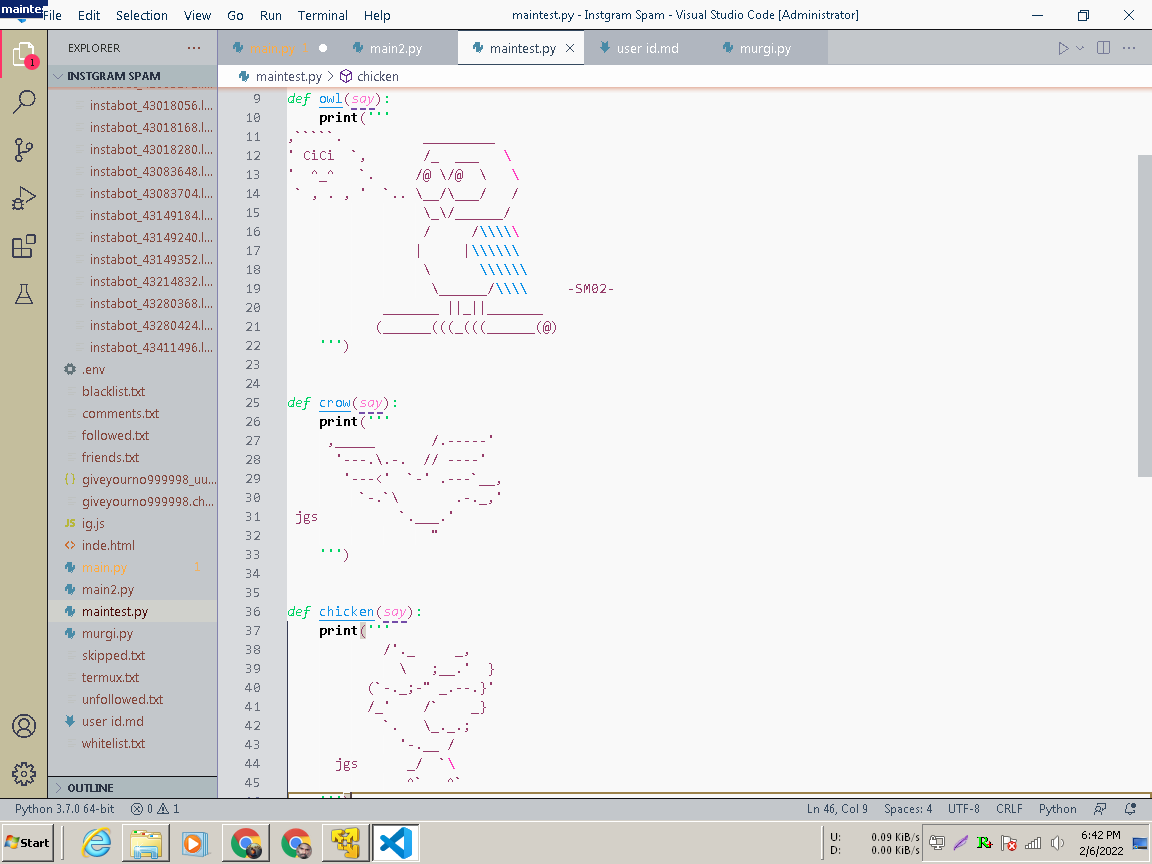 mainte:
File Edit Selection View Go Run Terminal Help
maintest.py - Instgram Spam - Visual Studio Code [Administrator]
EXPLORER
main.py
main2.py
maintest.py
user id.md
murgi.py
1
INSTGRAM SPAM
maintest.py > chicken
instabot_43018056.l...
instabot_43018168.l...
instabot_43018280.l...
instabot_43083648.l...
instabot_43083704.l...
instabot_43149184.l...
instabot_43149240.l...
instabot_43149352.l...
instabot_43214832.l...
instabot_43280368.l...
instabot_43280424.l...
instabot_43411496.l...
.env
blacklist.txt
comments.txt
followed.txt
friends.txt
{} giveyourno999998_uu...
giveyourno999998.ch...
JS ig.js
<> inde.html
main.py 1
main2.py
maintest.py
murgi.py
skipped.txt
termux.txt
unfollowed.txt
user id.md
whitelist.txt
OUTLINE
9 def owl(say):
10     print('''
11 ,`````.          _________
12 ' CiCi  `,       /_  ___   \
13 '  ^_^   `.     /@ \/@  \   \
14  ` , . , '  `.. \__/\___/   /
15                  \_\/______/
16                  /     /\\\\\
17                 |     |\\\\\\
18                  \      \\\\\\
19                   \______/\\\\     -SM02-
20             _______ ||_||_______
21            (______(((_(((______(@)
22     ''')
23
24
25 def crow(say):
26     print('''
27      ,_____       /.-----'
28       '---.\.-.  // ----'
29        '---<'  `-' .---`__,
30          `-.`\       .-._,'
31  jgs          `.___.'
32                   "
33     ''')
34
35
36 def chicken(say):
37     print('''
38             /'._     _,
39               \   ;__.'  }
40           (`-._;-" _.--.}'
41           /_'    /`    _}
42             `.   \_._.;
43               '-.__ /
44       jgs      _/  `\
45                ^`   ^`
46     ''')
Python 3.7.0 64-bit 0 1
Ln 46, Col 9 Spaces: 4 UTF-8 CRLF Python
Start
U: 0.09 KiB/s
D: 0.00 KiB/s
6:42 PM
2/6/2022